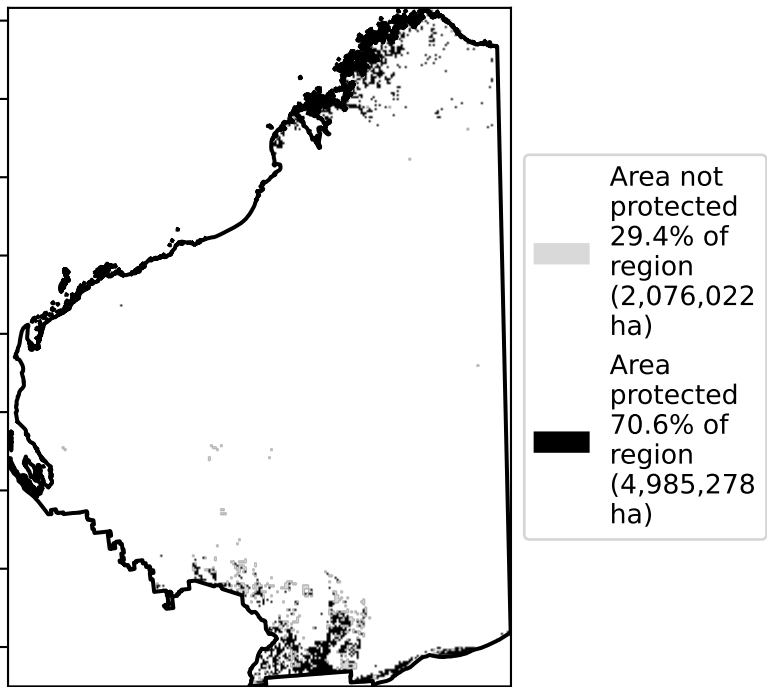 Area not
protected
29.4% of
region
(2,076,022
ha)
Area
protected
70.6% of
region
(4,985,278
ha)